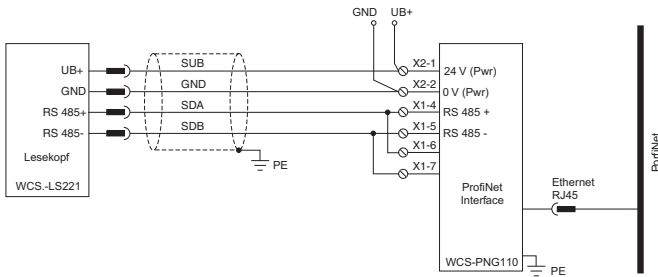 GND UB+
UB+ SUB X2-1 24 V (Pwr)
GND GND X2-2 0 V (Pwr)
RS 485+ SDA X1-4 RS 485 +
RS 485- SDB X1-5 RS 485 -
X1-6
Lesekopf
PE
X1-7
WCS.-LS221
ProfiNet
Interface
Ethernet
RJ45
WCS-PNG110
PE
PorfiNet